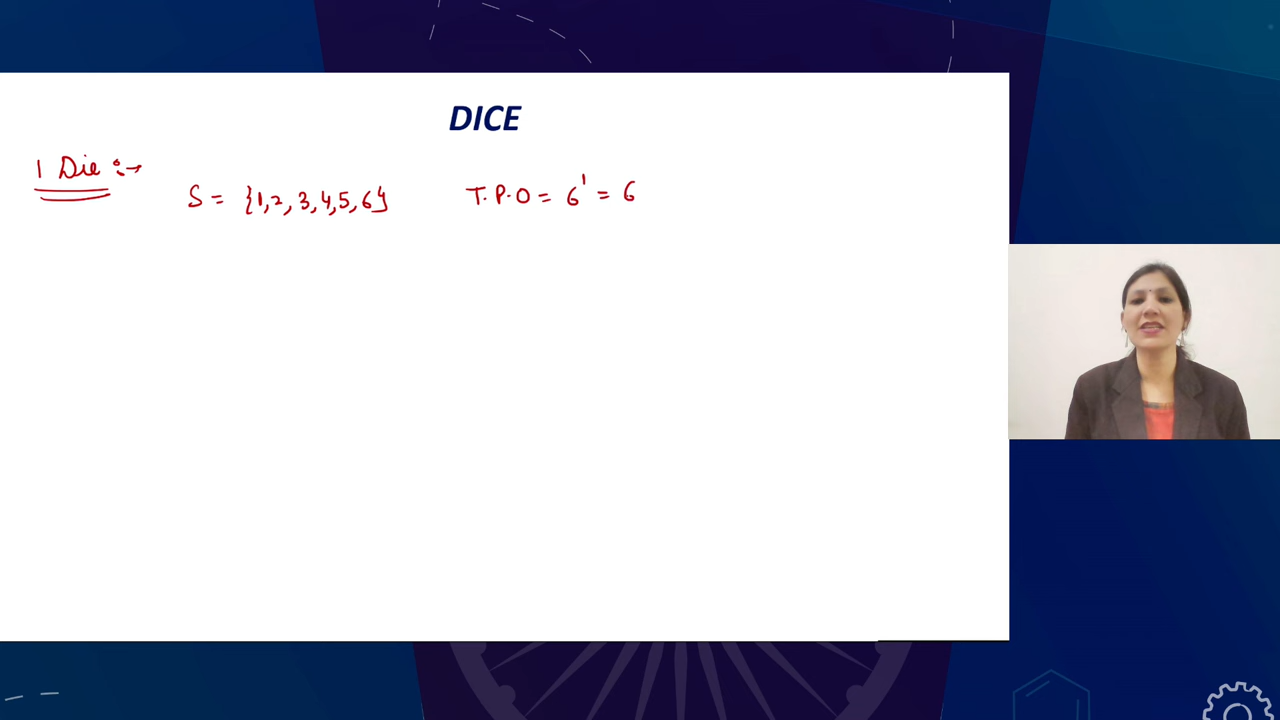 DICE
1 Die :→
S = {1,2,3,4,5,6} T.P.O = 6¹ = 6